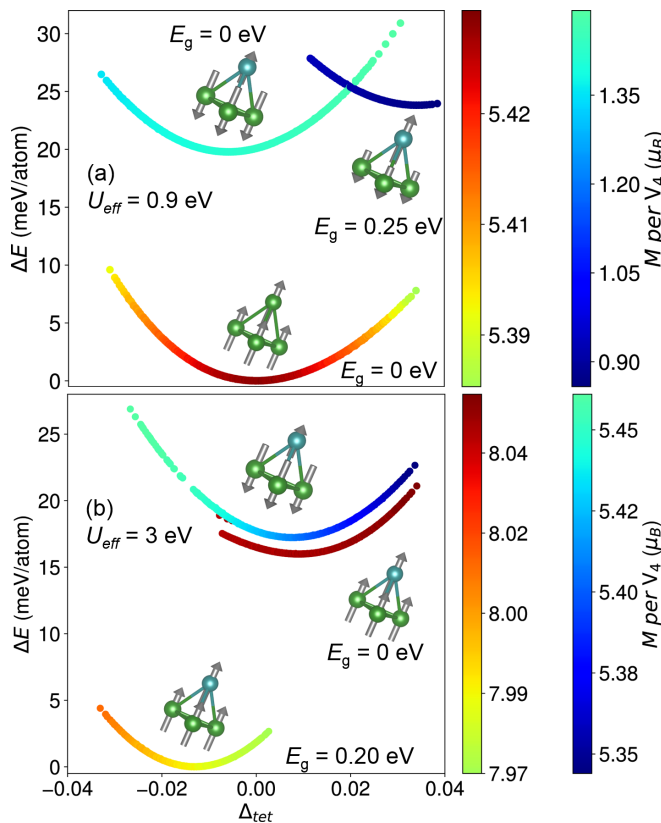 30
25
20
15
10
5
0
ΔE (meV/atom)
E_g = 0 eV
(a)
U_eff = 0.9 eV
E_g = 0.25 eV
E_g = 0 eV
5.42
5.41
5.39
1.35
1.20
1.05
0.90
M per V_4 (μ_B)
25
20
15
10
5
0
ΔE (meV/atom)
(b)
U_eff = 3 eV
E_g = 0 eV
E_g = 0.20 eV
−0.04
−0.02
0.00
0.02
0.04
Δ_tet
8.04
8.02
8.00
7.99
7.97
5.45
5.42
5.40
5.38
5.35
M per V_4 (μ_B)